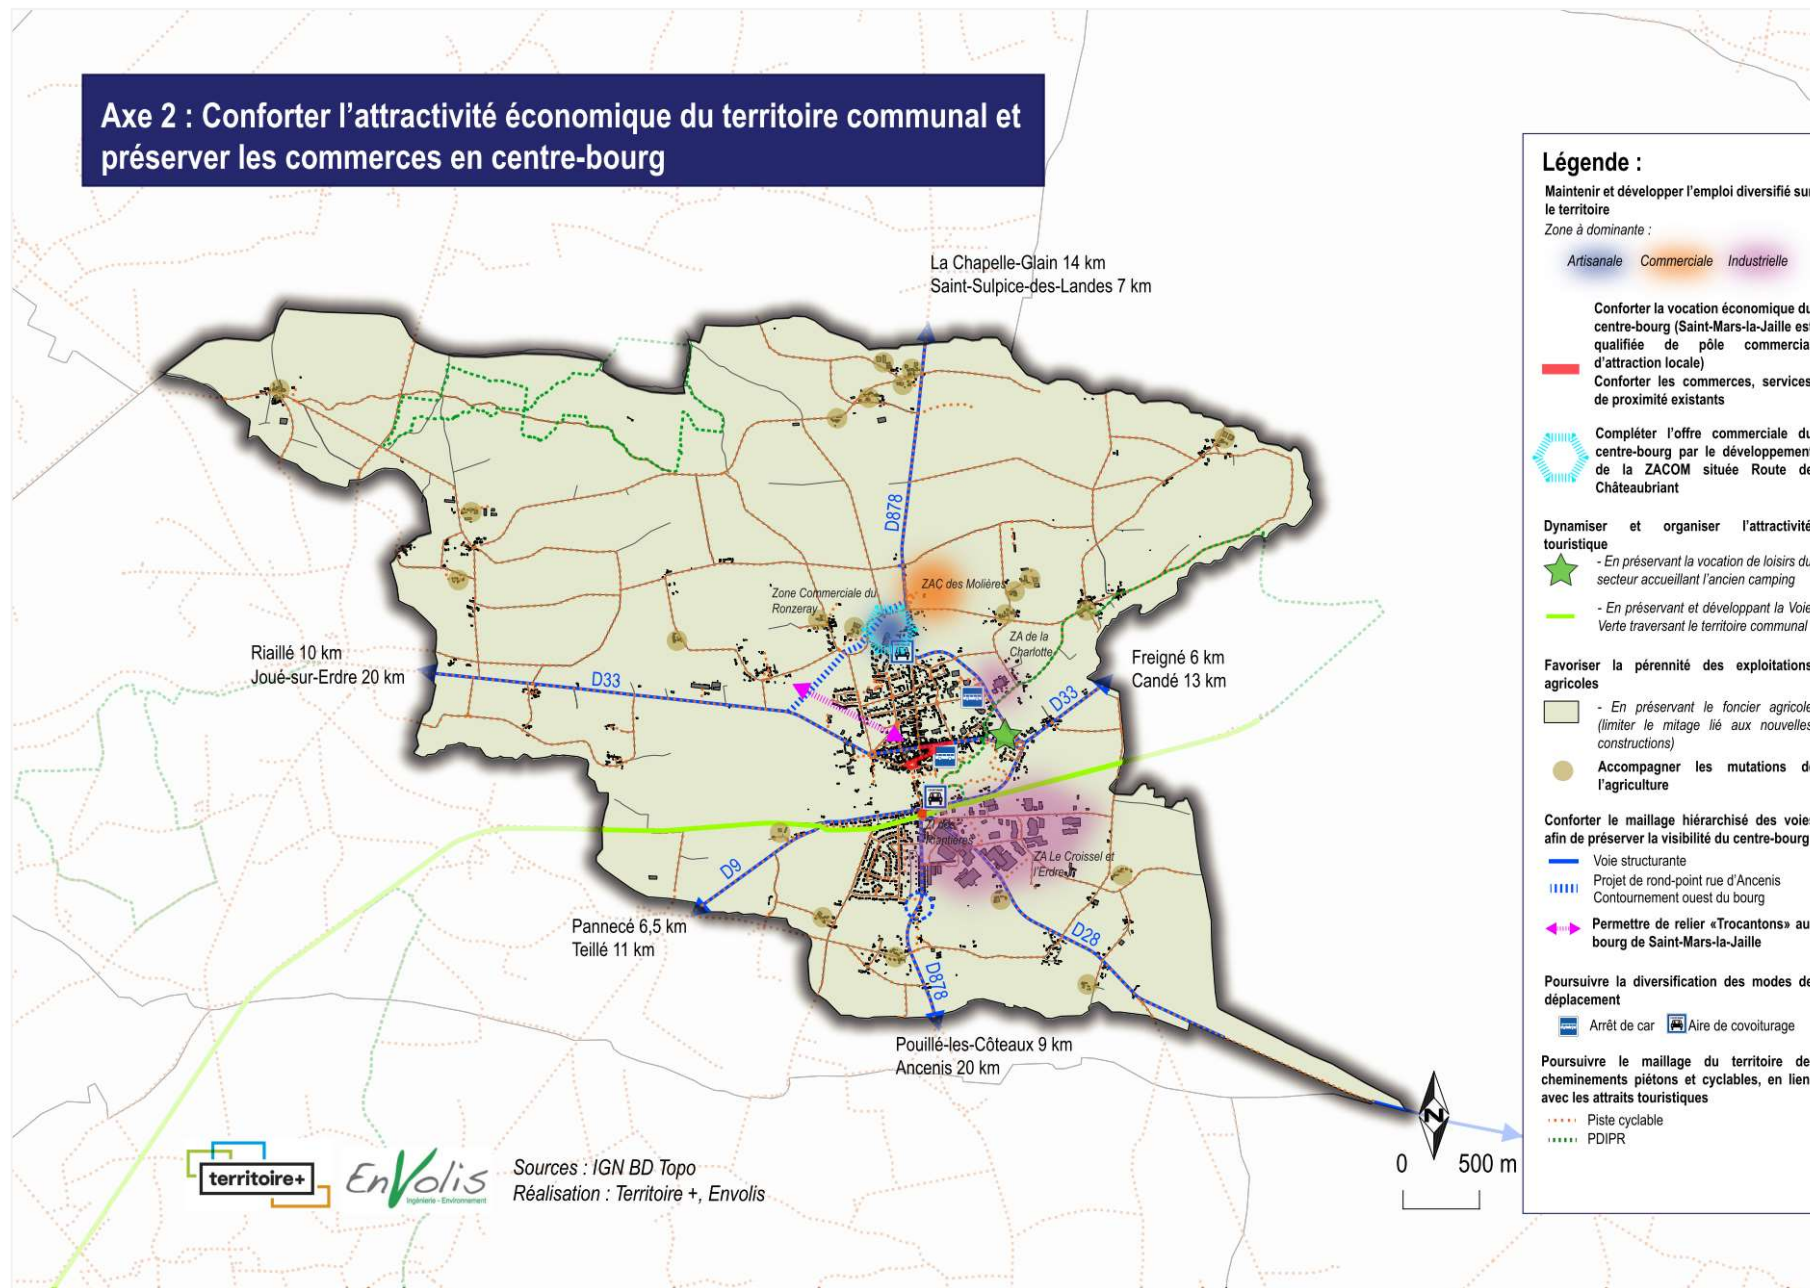 Axe 2 : Conforter l'attractivité économique du territoire communal et
préserver les commerces en centre-bourg
La Chapelle-Glain 14 km
Saint-Sulpice-des-Landes 7 km
D878
ZAC des Molières
Zone Commerciale du
Ronzeray
ZA de la
Charlotte
Riaillé 10 km
Joué-sur-Erdre 20 km
D33
Freigné 6 km
Candé 13 km
D33
ZA Le Croissel et
l'Erdre
D9
Pannecé 6,5 km
Teillé 11 km
D28
D878
Pouillé-les-Côteaux 9 km
Ancenis 20 km
N
0 500 m
territoire+
EnVolis
Ingénierie - Environnement
Sources : IGN BD Topo
Réalisation : Territoire +, Envolis
Légende :
Maintenir et développer l'emploi diversifié sur
le territoire
Zone à dominante :
Artisanale Commerciale Industrielle
Conforter la vocation économique du
centre-bourg (Saint-Mars-la-Jaille est
qualifiée de pôle commercia
d'attraction locale)
Conforter les commerces, services
de proximité existants
Compléter l'offre commerciale du
centre-bourg par le développement
de la ZACOM située Route de
Châteaubriant
Dynamiser et organiser l'attractivité
touristique
- En préservant la vocation de loisirs du
secteur accueillant l'ancien camping
- En préservant et développant la Voie
Verte traversant le territoire communal
Favoriser la pérennité des exploitations
agricoles
- En préservant le foncier agricole
(limiter le mitage lié aux nouvelles
constructions)
Accompagner les mutations de
l'agriculture
Conforter le maillage hiérarchisé des voies
afin de préserver la visibilité du centre-bourg
Voie structurante
Projet de rond-point rue d'Ancenis
Contournement ouest du bourg
Permettre de relier «Trocantons» au
bourg de Saint-Mars-la-Jaille
Poursuivre la diversification des modes de
déplacement
Arrêt de car Aire de covoiturage
Poursuivre le maillage du territoire de
cheminements piétons et cyclables, en lien
avec les attraits touristiques
Piste cyclable
PDIPR